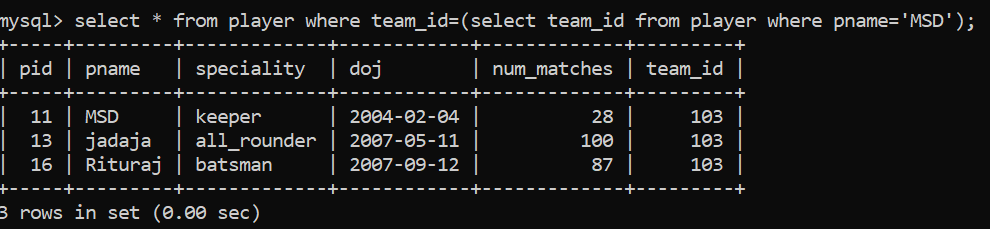 mysql> select * from player where team_id=(select team_id from player where pname='MSD');
+-----+---------+-------------+------------+-------------+---------+
| pid | pname   | speciality  | doj        | num_matches | team_id |
+-----+---------+-------------+------------+-------------+---------+
|  11 | MSD     | keeper      | 2004-02-04 |          28 |     103 |
|  13 | jadaja  | all_rounder | 2007-05-11 |         100 |     103 |
|  16 | Rituraj | batsman     | 2007-09-12 |          87 |     103 |
+-----+---------+-------------+------------+-------------+---------+
3 rows in set (0.00 sec)